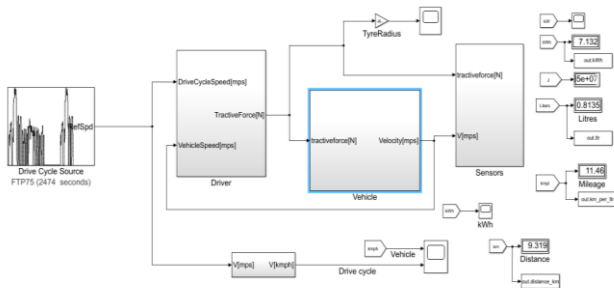 RefSpd
Drive Cycle Source
FTP75 (2474 seconds)
DriveCycleSpeed[mps]
TractiveForce[N]
VehicleSpeed[mps]
Driver
TyreRadius
tractiveforce[N]
Velocity[mps]
Vehicle
tractiveforce[N]
V[mps]
Sensors
kWh
kWh
V[mps]
V[kmph]
Drive cycle
kmph
Vehicle
kWh
7.132
out.kWh
J
5e+07
0.8135
Litres
out.ltr
kmpl
11.46
Mileage
out.km_per_ltr
km
9.319
Distance
out.distance_km